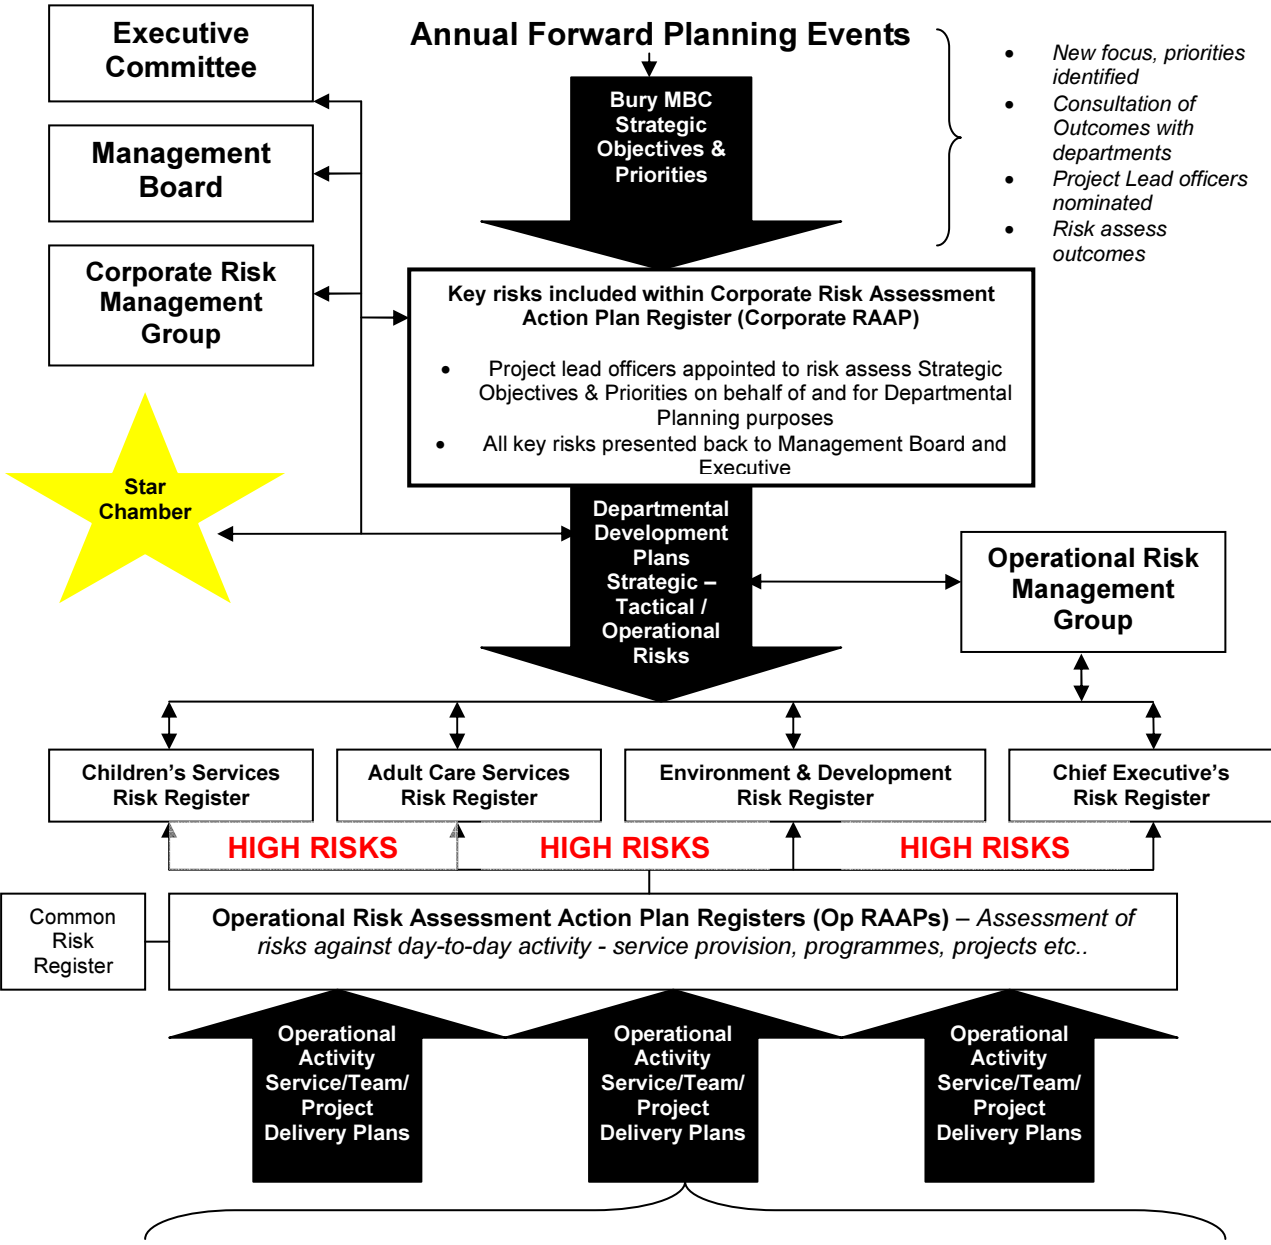 Executive
Committee
Annual Forward Planning Events
Bury MBC
Strategic
Objectives &
Priorities
• New focus, priorities
identified
• Consultation of
Outcomes with
departments
• Project Lead officers
nominated
• Risk assess
outcomes
Management
Board
Corporate Risk
Management
Group
Key risks included within Corporate Risk Assessment
Action Plan Register (Corporate RAAP)
• Project lead officers appointed to risk assess Strategic
Objectives & Priorities on behalf of and for Departmental
Planning purposes
• All key risks presented back to Management Board and
Executive
Star
Chamber
Departmental
Development
Plans
Strategic –
Tactical /
Operational
Risks
Operational Risk
Management
Group
Children's Services
Risk Register
Adult Care Services
Risk Register
Environment & Development
Risk Register
Chief Executive's
Risk Register
HIGH RISKS
HIGH RISKS
HIGH RISKS
Common
Risk
Register
Operational Risk Assessment Action Plan Registers (Op RAAPs) – Assessment of
risks against day-to-day activity - service provision, programmes, projects etc..
Operational
Activity
Service/Team/
Project
Delivery Plans
Operational
Activity
Service/Team/
Project
Delivery Plans
Operational
Activity
Service/Team/
Project
Delivery Plans